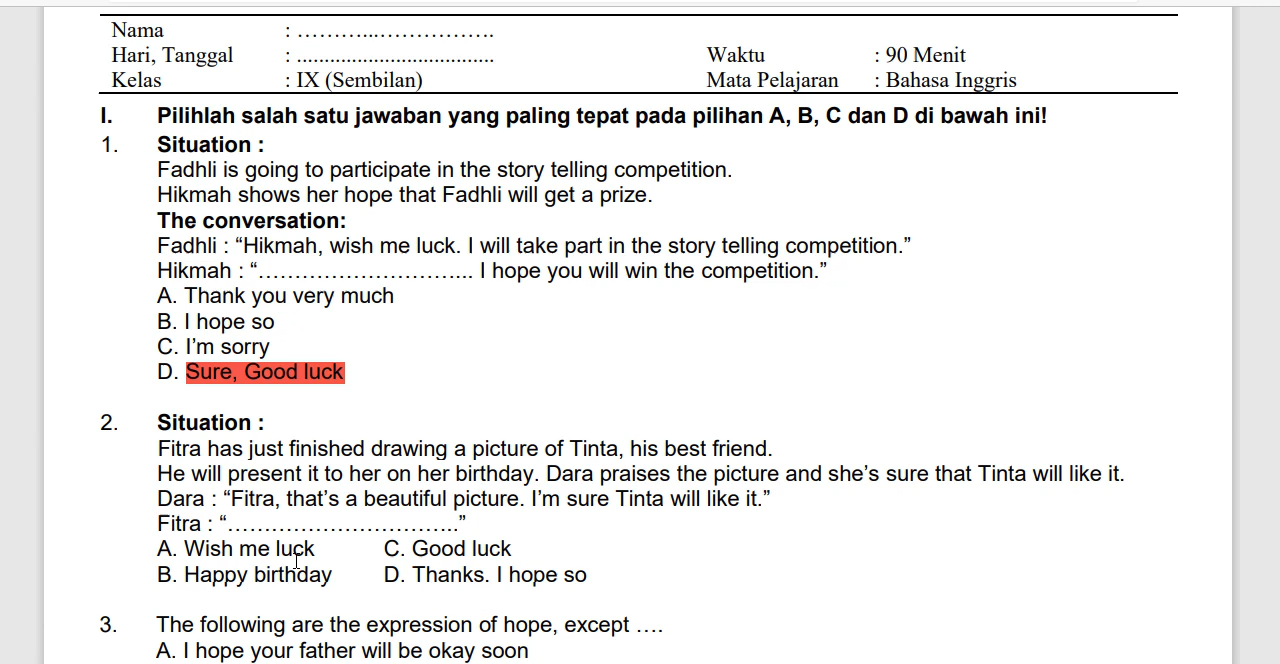 Nama : ………...…………….
Hari, Tanggal : .................................... Waktu : 90 Menit
Kelas : IX (Sembilan) Mata Pelajaran : Bahasa Inggris
I. Pilihlah salah satu jawaban yang paling tepat pada pilihan A, B, C dan D di bawah ini!
1. Situation :
Fadhli is going to participate in the story telling competition.
Hikmah shows her hope that Fadhli will get a prize.
The conversation:
Fadhli : “Hikmah, wish me luck. I will take part in the story telling competition.”
Hikmah : “……………………….... I hope you will win the competition.”
A. Thank you very much
B. I hope so
C. I’m sorry
D. Sure, Good luck
2. Situation :
Fitra has just finished drawing a picture of Tinta, his best friend.
He will present it to her on her birthday. Dara praises the picture and she’s sure that Tinta will like it.
Dara : “Fitra, that’s a beautiful picture. I’m sure Tinta will like it.”
Fitra : “…………………………..”
A. Wish me luck C. Good luck
B. Happy birthday D. Thanks. I hope so
3. The following are the expression of hope, except ….
A. I hope your father will be okay soon